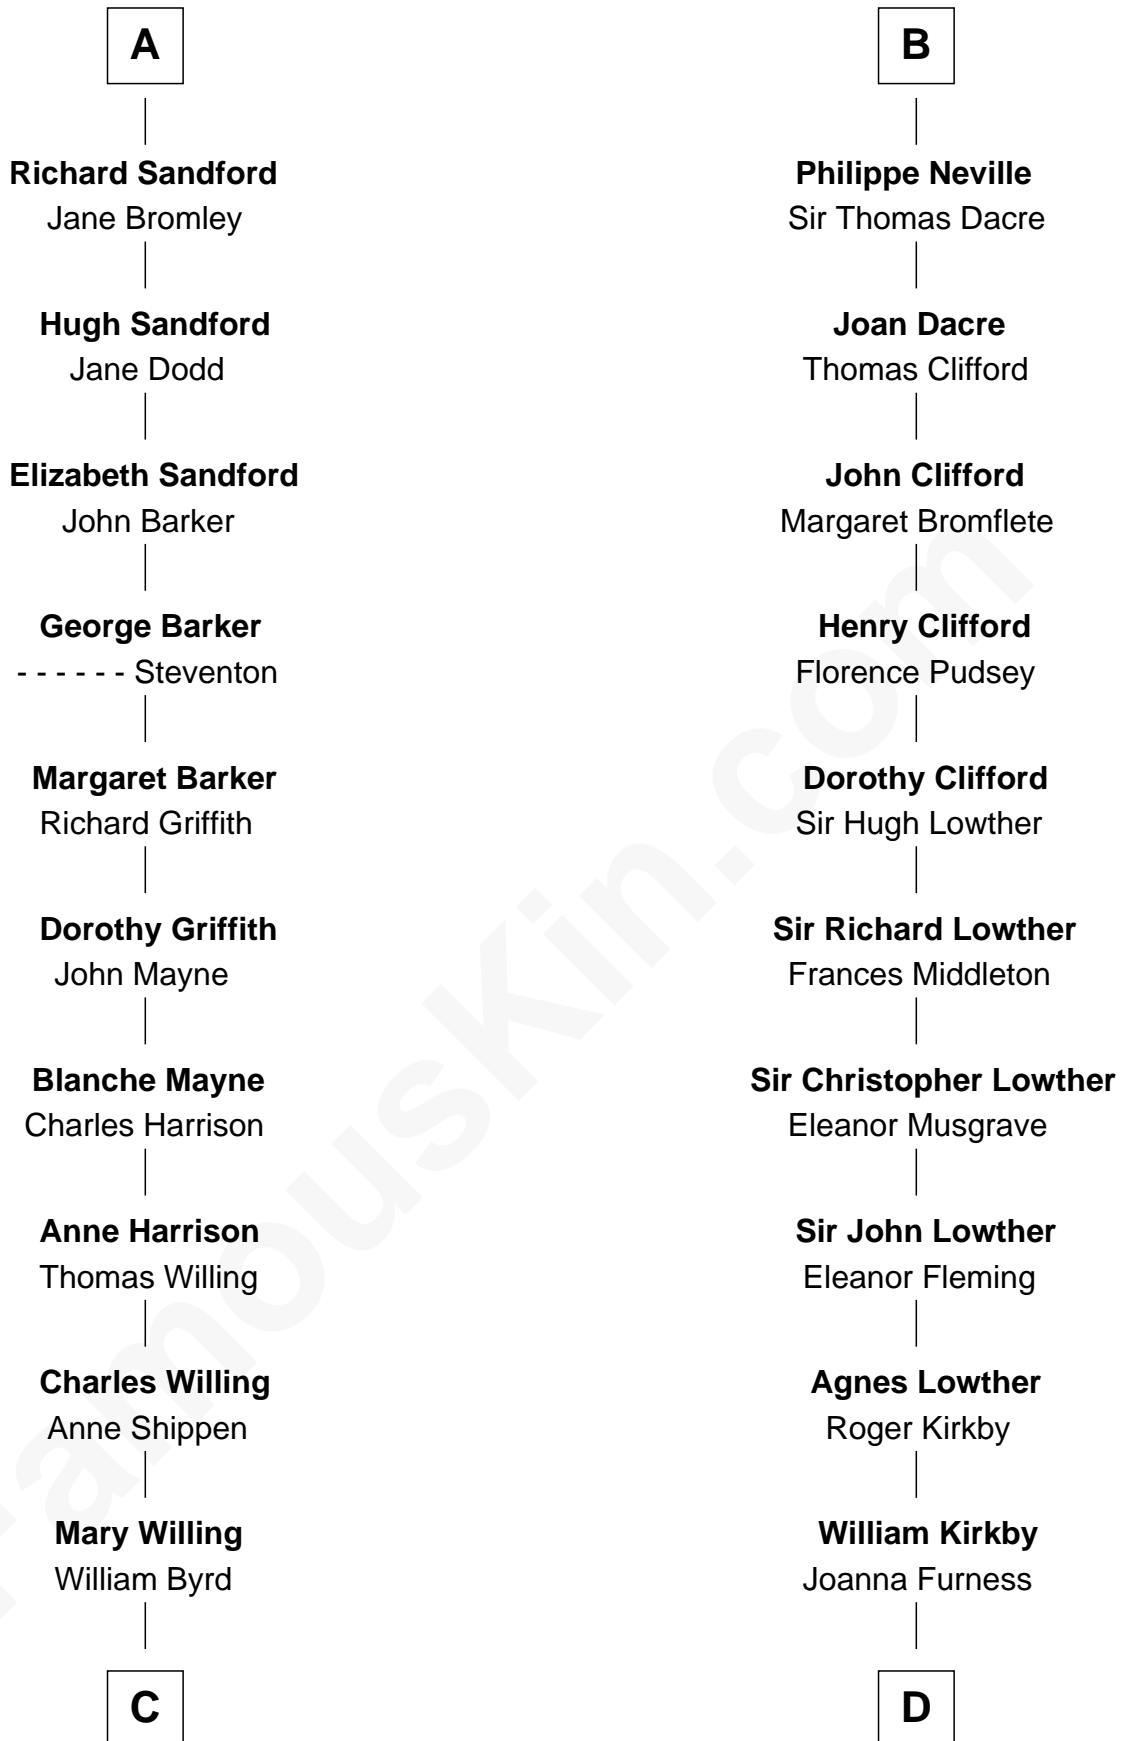 A
Richard Sandford
Jane Bromley
Hugh Sandford
Jane Dodd
Elizabeth Sandford
John Barker
George Barker
- - - - - - Steventon
Margaret Barker
Richard Griffith
Dorothy Griffith
John Mayne
Blanche Mayne
Charles Harrison
Anne Harrison
Thomas Willing
Charles Willing
Anne Shippen
Mary Willing
William Byrd
C
B
Philippe Neville
Sir Thomas Dacre
Joan Dacre
Thomas Clifford
John Clifford
Margaret Bromflete
Henry Clifford
Florence Pudsey
Dorothy Clifford
Sir Hugh Lowther
Sir Richard Lowther
Frances Middleton
Sir Christopher Lowther
Eleanor Musgrave
Sir John Lowther
Eleanor Fleming
Agnes Lowther
Roger Kirkby
William Kirkby
Joanna Furness
D
FamousKin.com